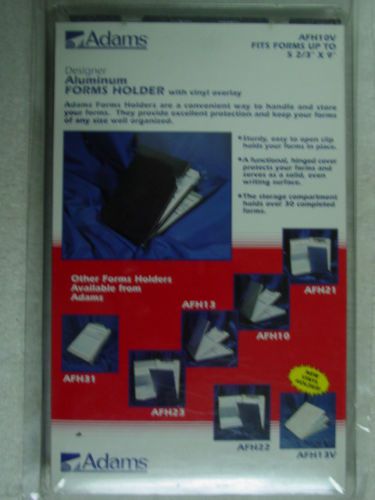 Adams
AFH10V
FITS FORMS UP TO
5 2/3" X 9"
Designer
Aluminum
FORMS HOLDER with vinyl overlay
Adams Forms Holders are a convenient way to handle and store
your forms. They provide excellent protection and keep your forms
of any size well organized.
•Sturdy, easy to open clip
holds your forms in place.
•A functional, hinged cover
protects your forms and
serves as a solid, even
writing surface.
•The storage compartment
holds over 30 completed
forms.
Other Forms Holders
Available from
Adams
AFH21
AFH13
AFH10
AFH31
AFH23
NEW
VINYL
HOLDER!
AFH22
AFH13V
Adams